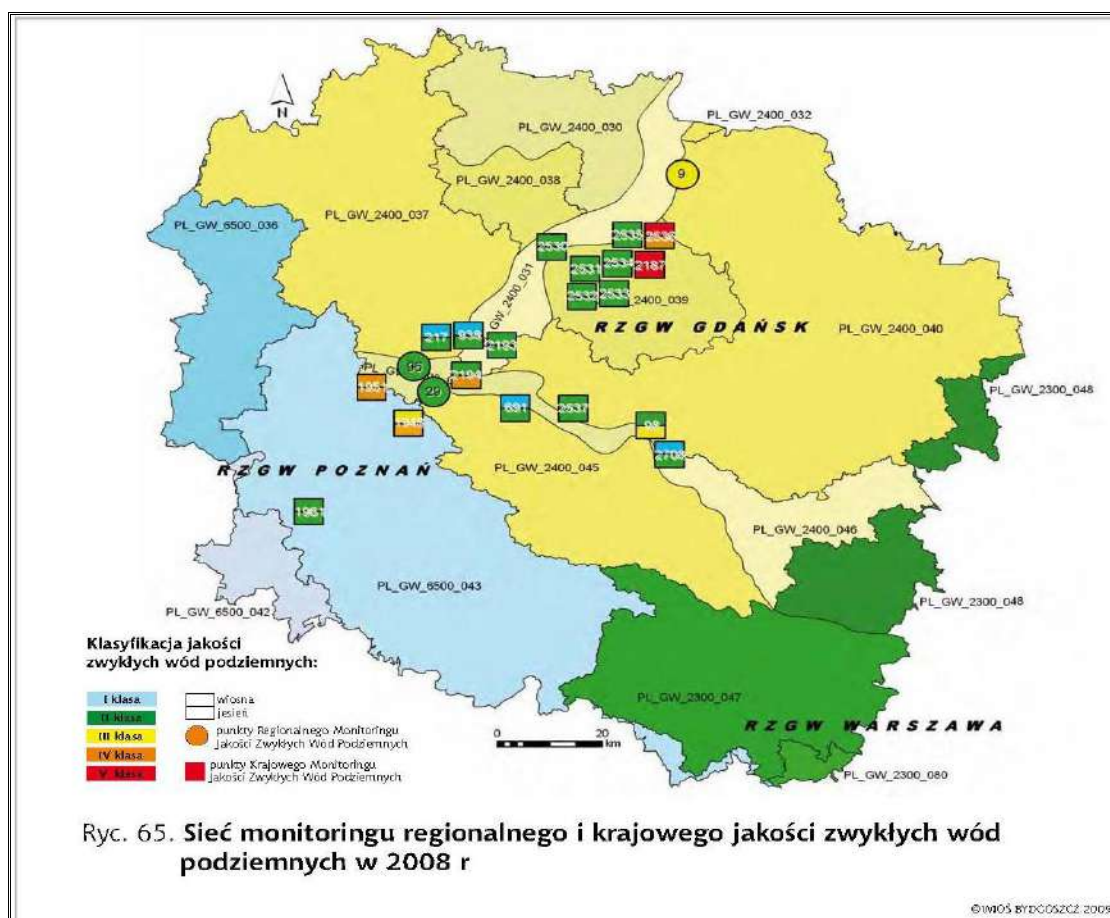 N
PL_GW_2400_030
PL_GW_2400_032
PL_GW_2400_038
9
PL_GW_2400_037
PL_GW_6500_036
2530
2535
2536
2531
2534
2187
2532
2533
2400_039
GW_2400_031
RZGW GDAŃSK
PL_GW_2400_040
217
938
2193
95
2194
PL_GW_2300_048
1951
29
691
2537
98
2708
RZGW POZNAŃ
PL_GW_2400_045
1961
PL_GW_2400_046
PL_GW_6500_043
PL_GW_6500_042
PL_GW_2300_048
Klasyfikacja jakości
zwykłych wód podziemnych:
I klasa
wiosna
II klasa
jesień
III klasa
punkty Regionalnego Monitoringu
IV klasa
Jakości Zwykłych Wód Podziemnych
V klasa
punkty Krajowego Monitoringu
Jakości Zwykłych Wód Podziemnych
0 20
km
PL_GW_2300_047
RZGW WARSZAWA
PL_GW_2300_080
Ryc. 65. Sieć monitoringu regionalnego i krajowego jakości zwykłych wód
podziemnych w 2008 r
©WIOŚ BYDGOSZCZ 2009